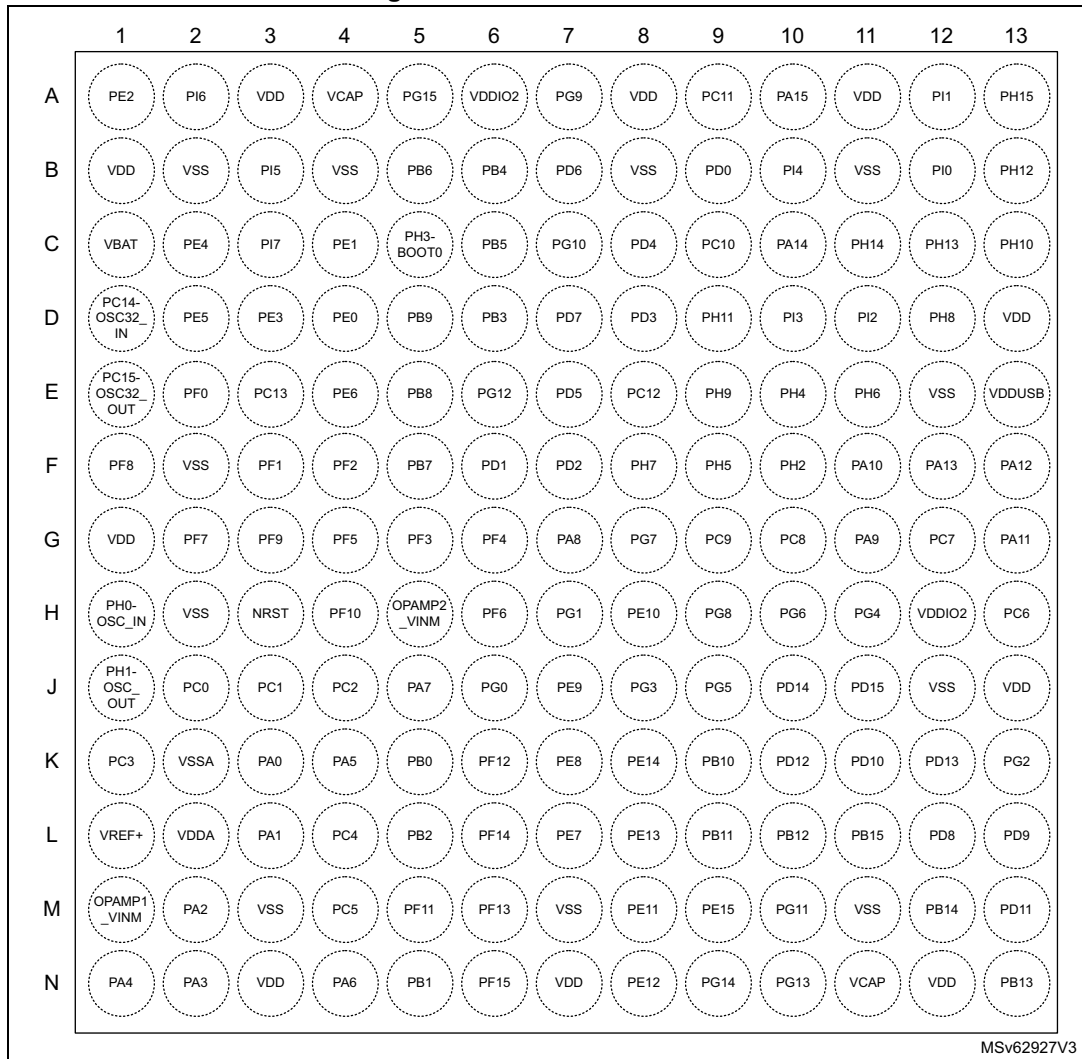 1 2 3 4 5 6 7 8 9 10 11 12 13
A PE2 PI6 VDD VCAP PG15 VDDIO2 PG9 VDD PC11 PA15 VDD PI1 PH15
B VDD VSS PI5 VSS PB6 PB4 PD6 VSS PD0 PI4 VSS PI0 PH12
C VBAT PE4 PI7 PE1 PH3-BOOT0 PB5 PG10 PD4 PC10 PA14 PH14 PH13 PH10
D PC14-OSC32_IN PE5 PE3 PE0 PB9 PB3 PD7 PD3 PH11 PI3 PI2 PH8 VDD
E PC15-OSC32_OUT PF0 PC13 PE6 PB8 PG12 PD5 PC12 PH9 PH4 PH6 VSS VDDUSB
F PF8 VSS PF1 PF2 PB7 PD1 PD2 PH7 PH5 PH2 PA10 PA13 PA12
G VDD PF7 PF9 PF5 PF3 PF4 PA8 PG7 PC9 PC8 PA9 PC7 PA11
H PH0-OSC_IN VSS NRST PF10 OPAMP2_VINM PF6 PG1 PE10 PG8 PG6 PG4 VDDIO2 PC6
J PH1-OSC_OUT PC0 PC1 PC2 PA7 PG0 PE9 PG3 PG5 PD14 PD15 VSS VDD
K PC3 VSSA PA0 PA5 PB0 PF12 PE8 PE14 PB10 PD12 PD10 PD13 PG2
L VREF+ VDDA PA1 PC4 PB2 PF14 PE7 PE13 PB11 PB12 PB15 PD8 PD9
M OPAMP1_VINM PA2 VSS PC5 PF11 PF13 VSS PE11 PE15 PG11 VSS PB14 PD11
N PA4 PA3 VDD PA6 PB1 PF15 VDD PE12 PG14 PG13 VCAP VDD PB13
MSv62927V3